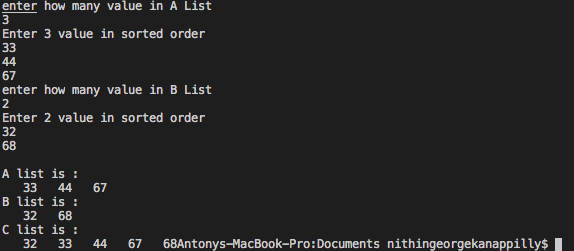 enter how many value in A List
3
Enter 3 value in sorted order
33
44
67
enter how many value in B List
2
Enter 2 value in sorted order
32
68

A list is :
   33   44   67
B list is :
   32   68
C list is :
   32   33   44   67   68Antonys-MacBook-Pro:Documents nithingeorgekanappilly$